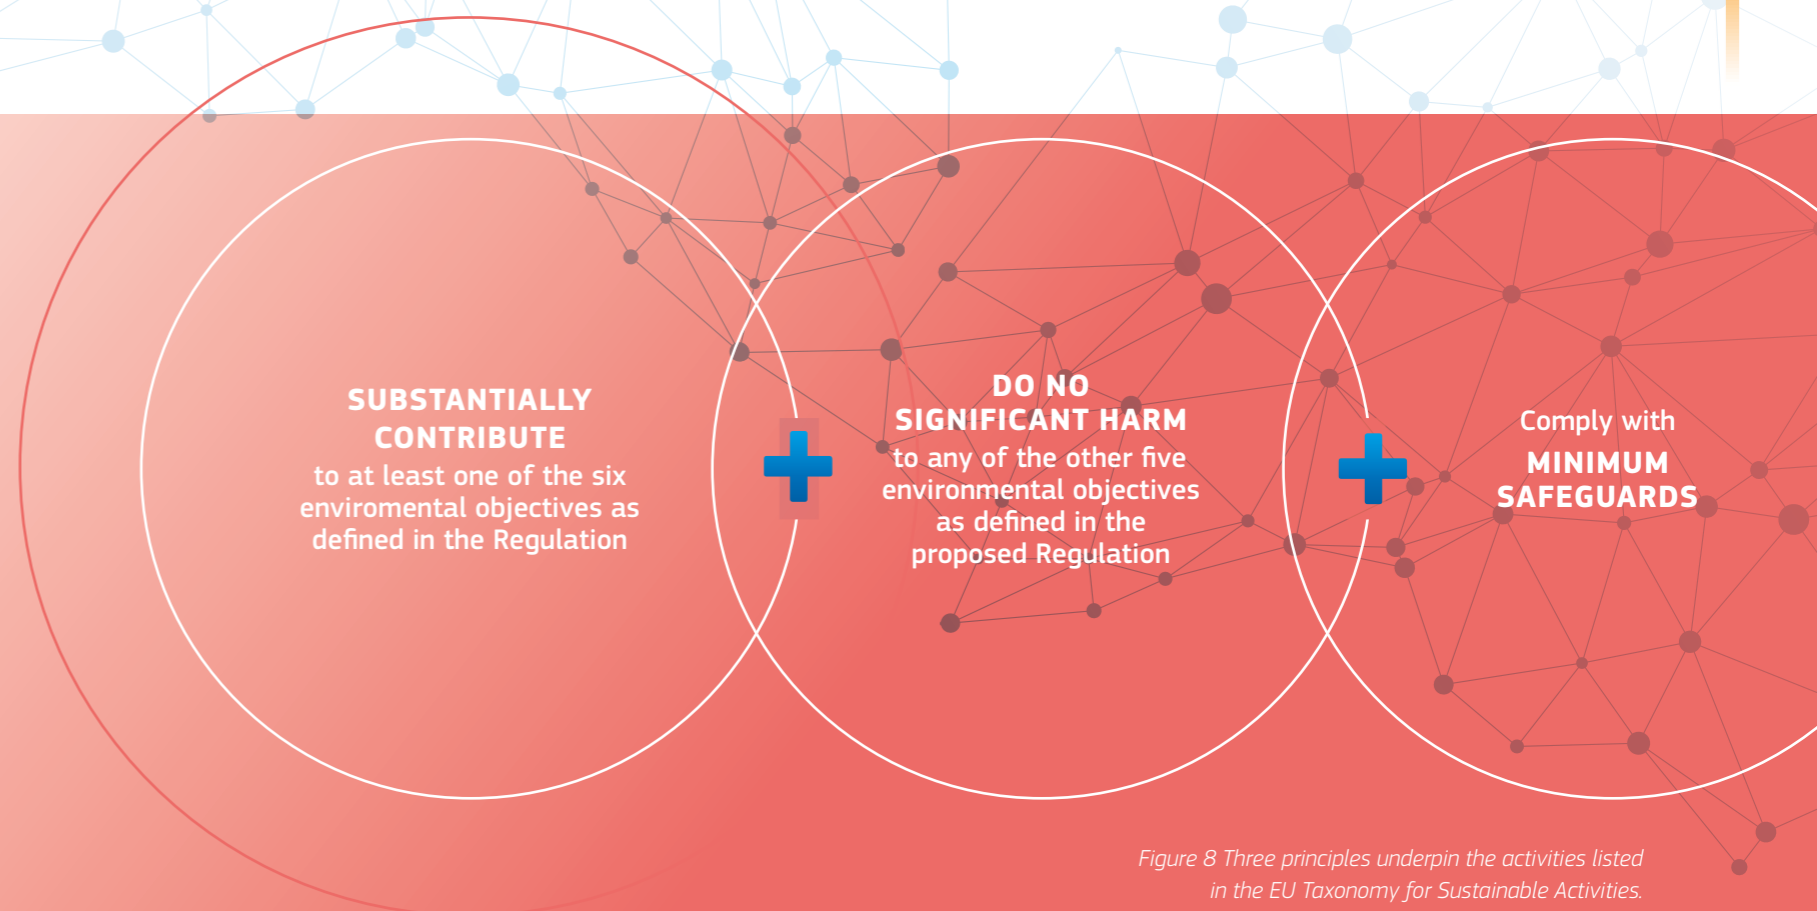 SUBSTANTIALLY
CONTRIBUTE
to at least one of the six
enviromental objectives as
defined in the Regulation
DO NO
SIGNIFICANT HARM
to any of the other five
environmental objectives
as defined in the
proposed Regulation
Comply with
MINIMUM
SAFEGUARDS
Figure 8 Three principles underpin the activities listed
in the EU Taxonomy for Sustainable Activities.